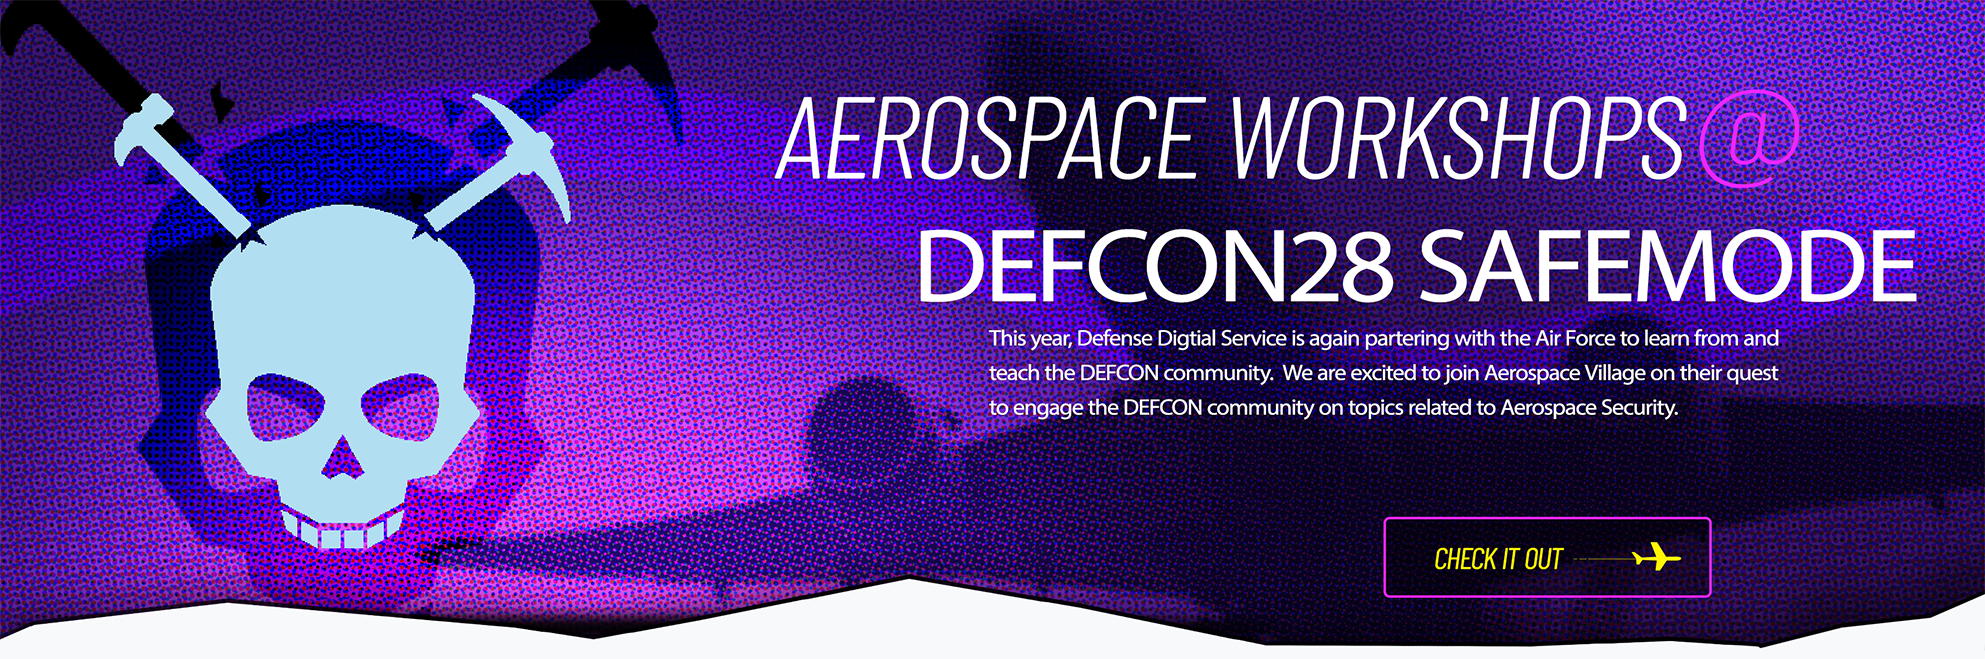 AEROSPACE WORKSHOPS @
DEFCON28 SAFEMODE
This year, Defense Digtial Service is again partering with the Air Force to learn from and
teach the DEFCON community.  We are excited to join Aerospace Village on their quest
to engage the DEFCON community on topics related to Aerospace Security.
CHECK IT OUT